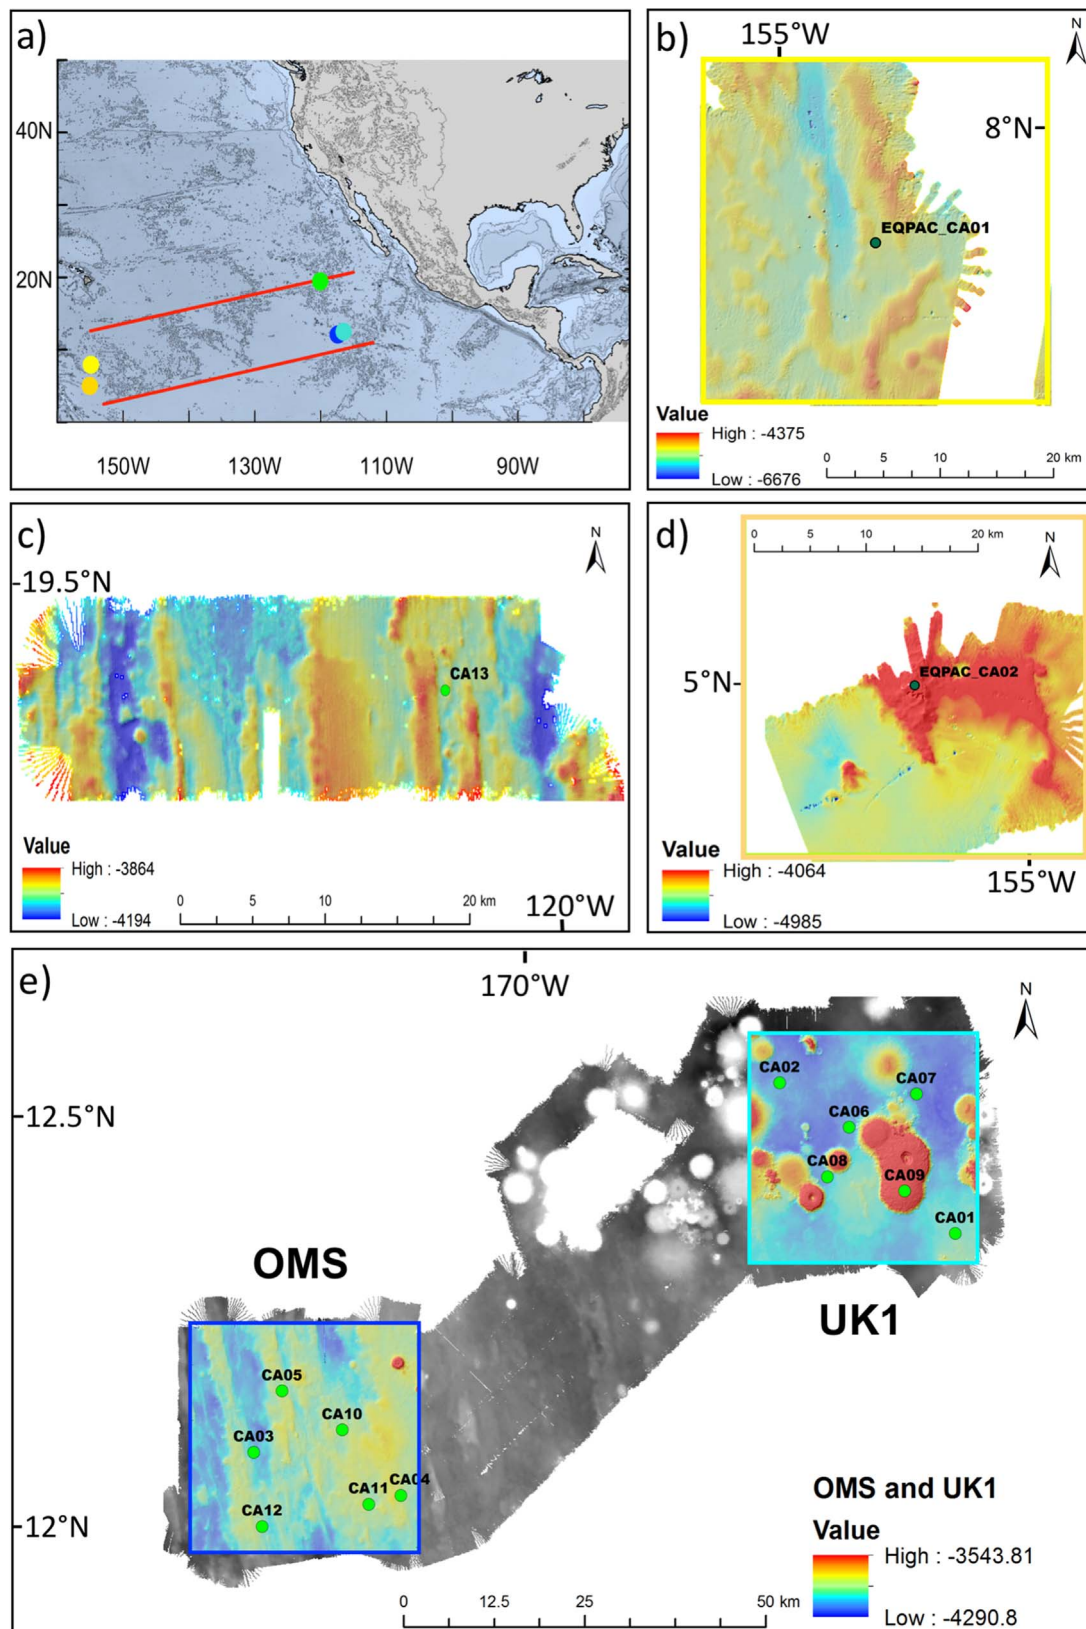 a)
40N
20N
150W
130W
110W
90W
b)
155°W
N
8°N
EQPAC_CA01
Value
High : -4375
Low : -6676
0 5 10 20 km
c)
N
-19.5°N
CA13
Value
High : -3864
Low : -4194
0 5 10 20 km
120°W
d)
0 5 10 20 km
N
5°N
EQPAC_CA02
Value
High : -4064
Low : -4985
155°W
e)
170°W
N
12.5°N
CA02
CA07
CA06
CA08
CA09
CA01
OMS
UK1
CA05
CA10
CA03
CA04
CA11
CA12
12°N
OMS and UK1
Value
High : -3543.81
Low : -4290.8
0 12.5 25 50 km